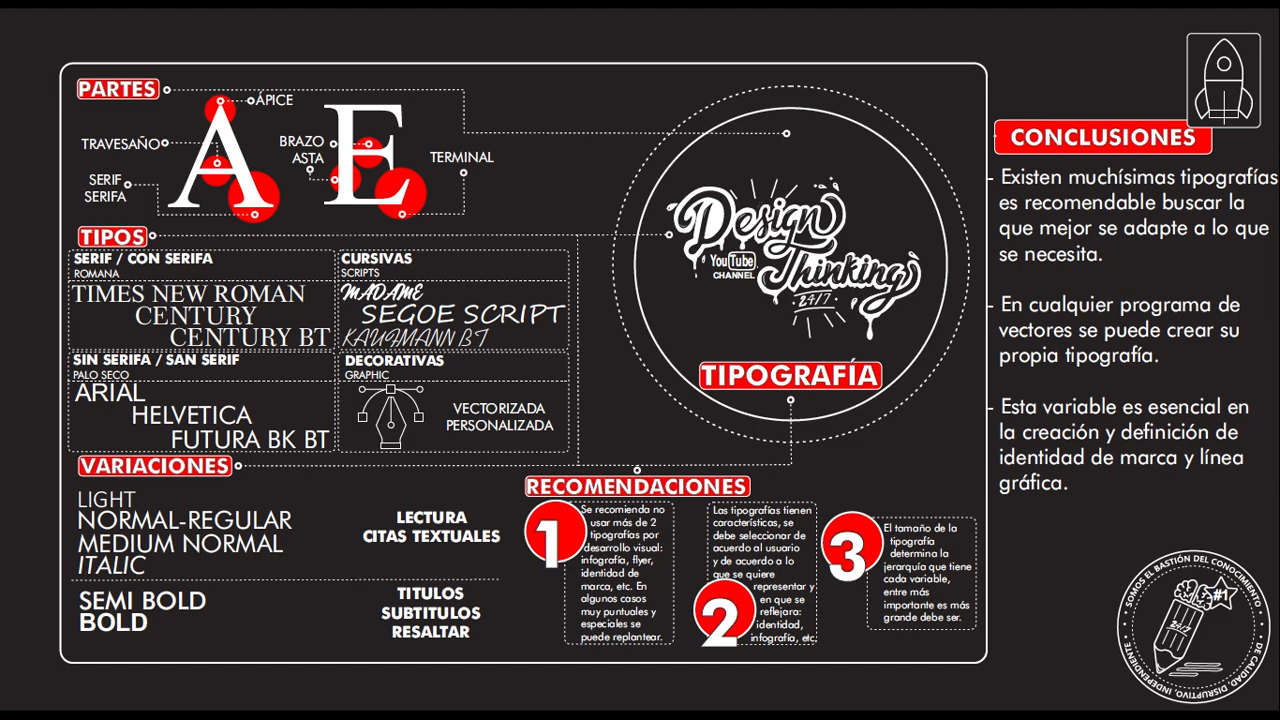 PARTES
ÁPICE
TRAVESAÑO
SERIF
SERIFA
A E
BRAZO
ASTA
TERMINAL
TIPOS
SERIF / CON SERIFA
ROMANA
TIMES NEW ROMAN
CENTURY
CENTURY BT
CURSIVAS
SCRIPTS
MADAME
SEGOE SCRIPT
KAUFMANN BT
SIN SERIFA / SAN SERIF
PALO SECO
ARIAL
HELVETICA
FUTURA BK BT
DECORATIVAS
GRAPHIC
VECTORIZADA
PERSONALIZADA
VARIACIONES
LIGHT
NORMAL-REGULAR
MEDIUM NORMAL
ITALIC
LECTURA
CITAS TEXTUALES
SEMI BOLD
BOLD
TITULOS
SUBTITULOS
RESALTAR
Design
YouTube
CHANNEL
Thinking
24/7
TIPOGRAFÍA
RECOMENDACIONES
1
Se recomienda no
usar más de 2
tipografías por
desarrollo visual:
infografía, flyer,
identidad de
marca, etc. En
algunos casos
muy puntuales y
especiales se
puede replantear.
2
Las tipografías tienen
características, se
debe seleccionar de
acuerdo al usuario
y de acuerdo a lo
que se quiere
representar y
en que se
reflejara:
identidad,
infografía, etc
3
El tamaño de la
tipografía
determina la
jerarquía que tiene
cada variable,
entre más
importante es más
grande debe ser.
CONCLUSIONES
- Existen muchísimas tipografías
es recomendable buscar la
que mejor se adapte a lo que
se necesita.
- En cualquier programa de
vectores se puede crear su
propia tipografía.
- Esta variable es esencial en
la creación y definición de
identidad de marca y línea
gráfica.
• SOMOS EL BASTIÓN DEL CONOCIMIENTO •
#1
24/7
DE CALIDAD, DISRUPTIVO, INDEPENDIENTE